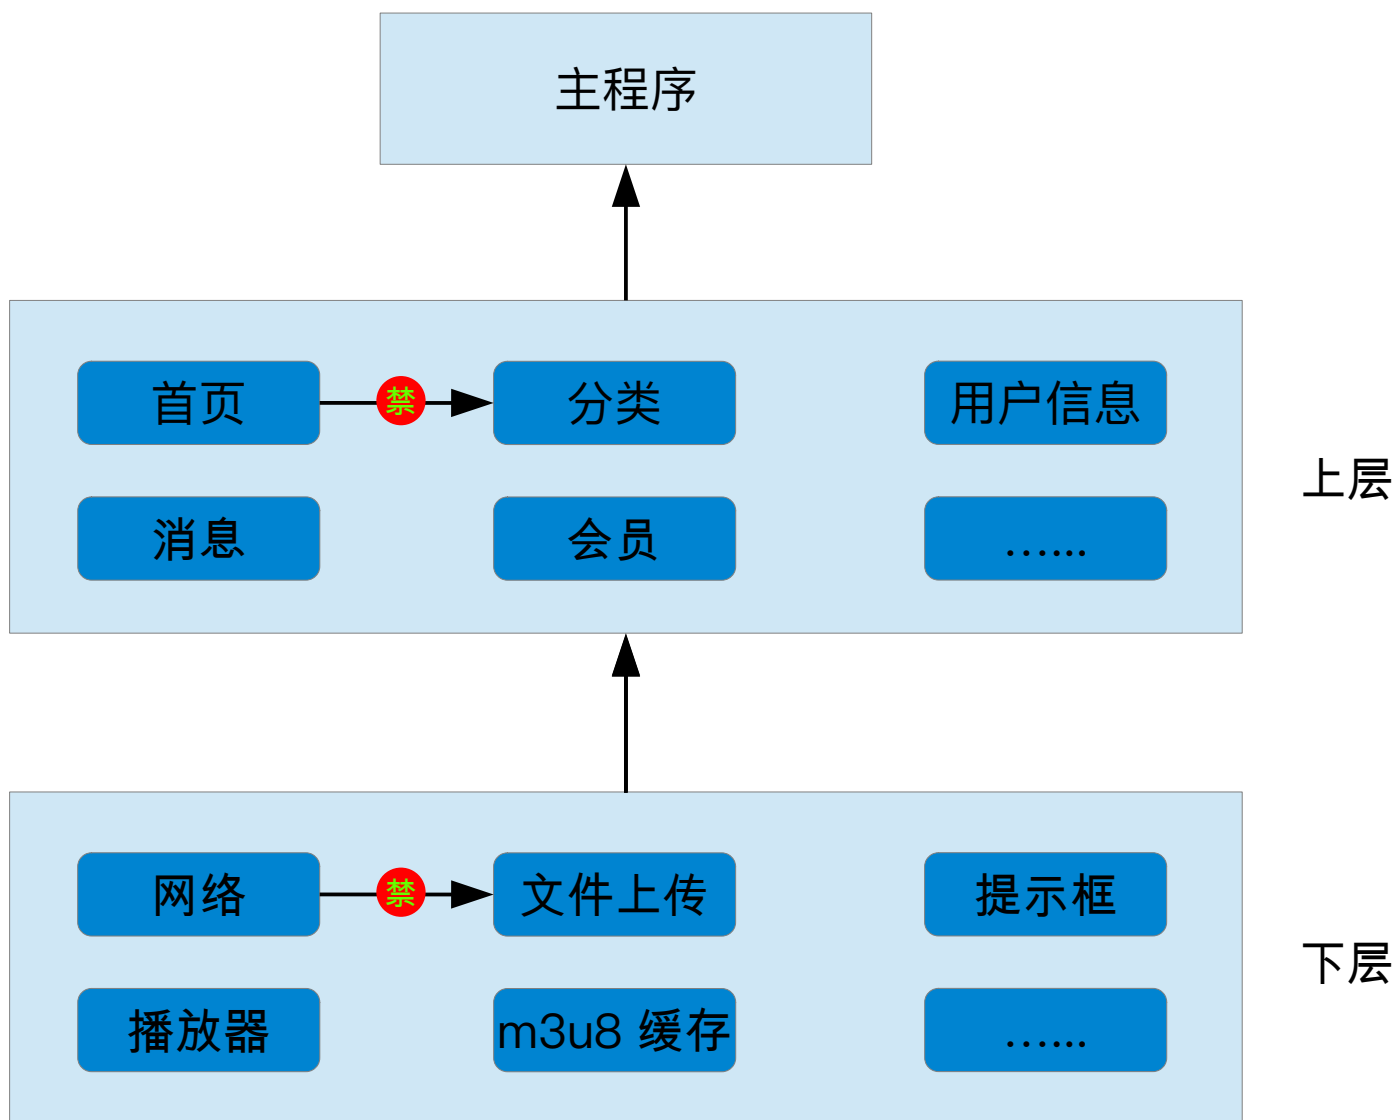 主程序
首页
禁
分类
用户信息
消息
会员
…...
上层
网络
禁
文件上传
提示框
下层
播放器
m3u8 缓存
…...